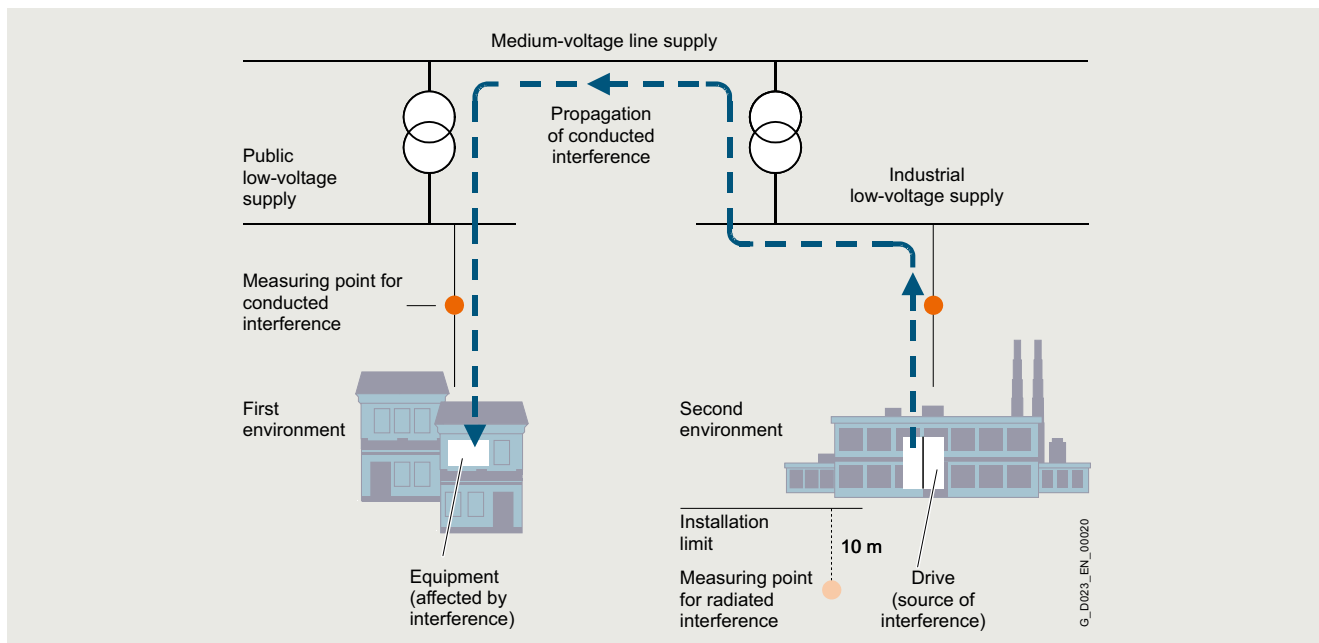 Medium-voltage line supply
Propagation
of conducted
interference
Public
low-voltage
supply
Industrial
low-voltage supply
Measuring point for
conducted
interference
First
environment
Second
environment
Installation
limit
10 m
Measuring point
for radiated
interference
Equipment
(affected by
interference)
Drive
(source of
interference)
G_D023_EN_00020